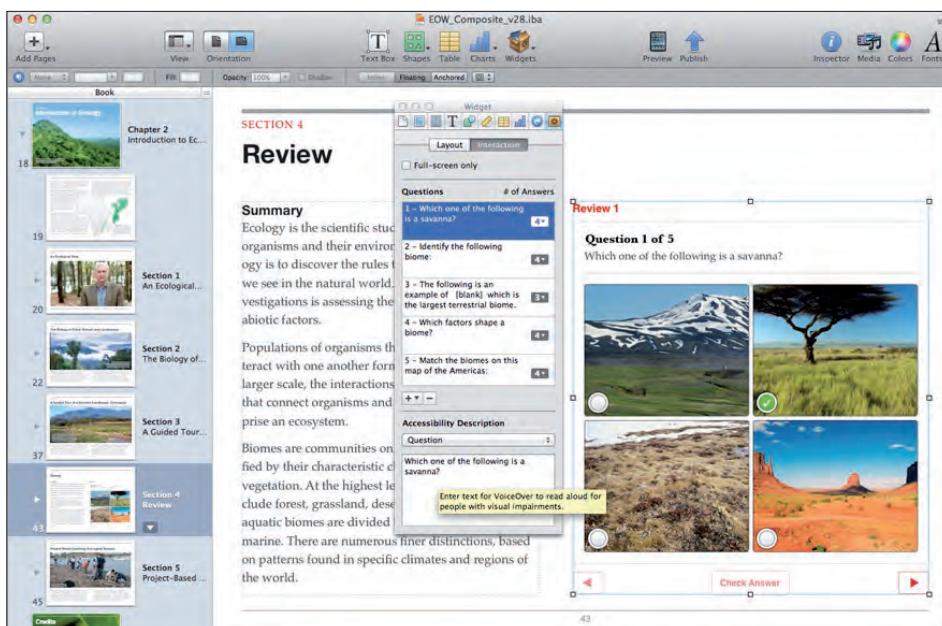 EOW_Composite_v28.iba
Add Pages
View
Orientation
Text Box
Shapes
Table
Charts
Widgets
Preview
Publish
Inspector
Media
Colors
Fonts
None
Fill:
Opacity: 100%
Shadow
Inline
Floating
Anchored
Book
Chapter 2
Introduction to Ec...
18
19
Section 1
An Ecological...
20
Section 2
The Biology of...
22
Section 3
A Guided Tour...
37
Section 4
Review
43
Section 5
Project-Based ...
45
Credits
SECTION 4
Review
Summary
Ecology is the scientific
organisms and their
ogy is to discover the rules
we see in the natural world.
vestigations is assessing the
abiotic factors.
Populations of organisms
teract with one another
larger scale, the interactions
that connect organisms and
prise an ecosystem.
Biomes are communities on
fied by their characteristic
vegetation. At the highest
clude forest, grassland,
aquatic biomes are divided
marine. There are numerous finer distinctions, based
on patterns found in specific climates and regions of
the world.
43
Widget
Layout
Interaction
Full-screen only
Questions
# of Answers
1 - Which one of the following
is a savanna?
4
2 - Identify the following
biome:
4
3 - The following is an
example of [blank] which is
the largest terrestrial biome.
3
4 - Which factors shape a
biome?
4
5 - Match the biomes on this
map of the Americas:
4
Accessibility Description
Question
Which one of the following is a
savanna?
Enter text for VoiceOver to read aloud for
people with visual impairments.
Review 1
Question 1 of 5
Which one of the following is a savanna?
Check Answer